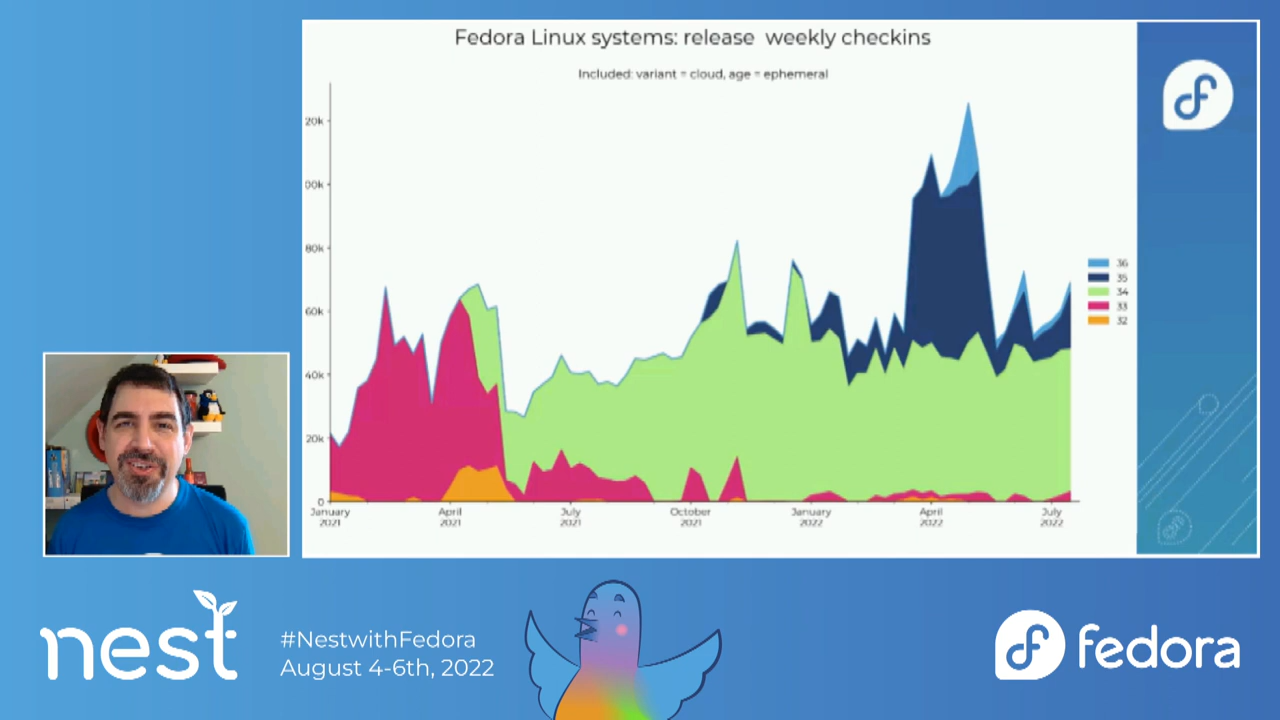 Fedora Linux systems: release weekly checkins
Included: variant = cloud, age = ephemeral
20k
00k
80k
60k
40k
20k
0
January
2021
April
2021
July
2021
October
2021
January
2022
April
2022
July
2022
36
35
34
33
32
nest
#NestwithFedora
August 4-6th, 2022
fedora